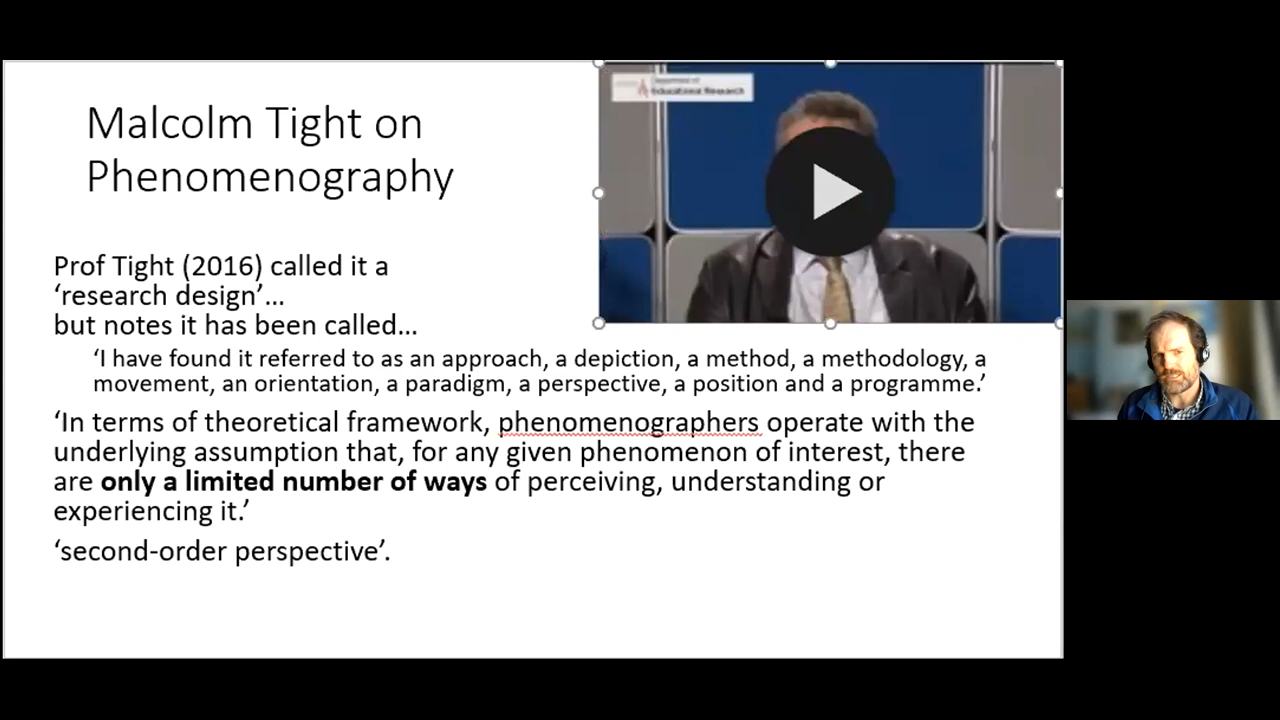 Malcolm Tight on
Phenomenography
Educational Research
Prof Tight (2016) called it a
‘research design’…
but notes it has been called…
‘I have found it referred to as an approach, a depiction, a method, a methodology, a
movement, an orientation, a paradigm, a perspective, a position and a programme.’
‘In terms of theoretical framework, phenomenographers operate with the
underlying assumption that, for any given phenomenon of interest, there
are only a limited number of ways of perceiving, understanding or
experiencing it.’
‘second-order perspective’.